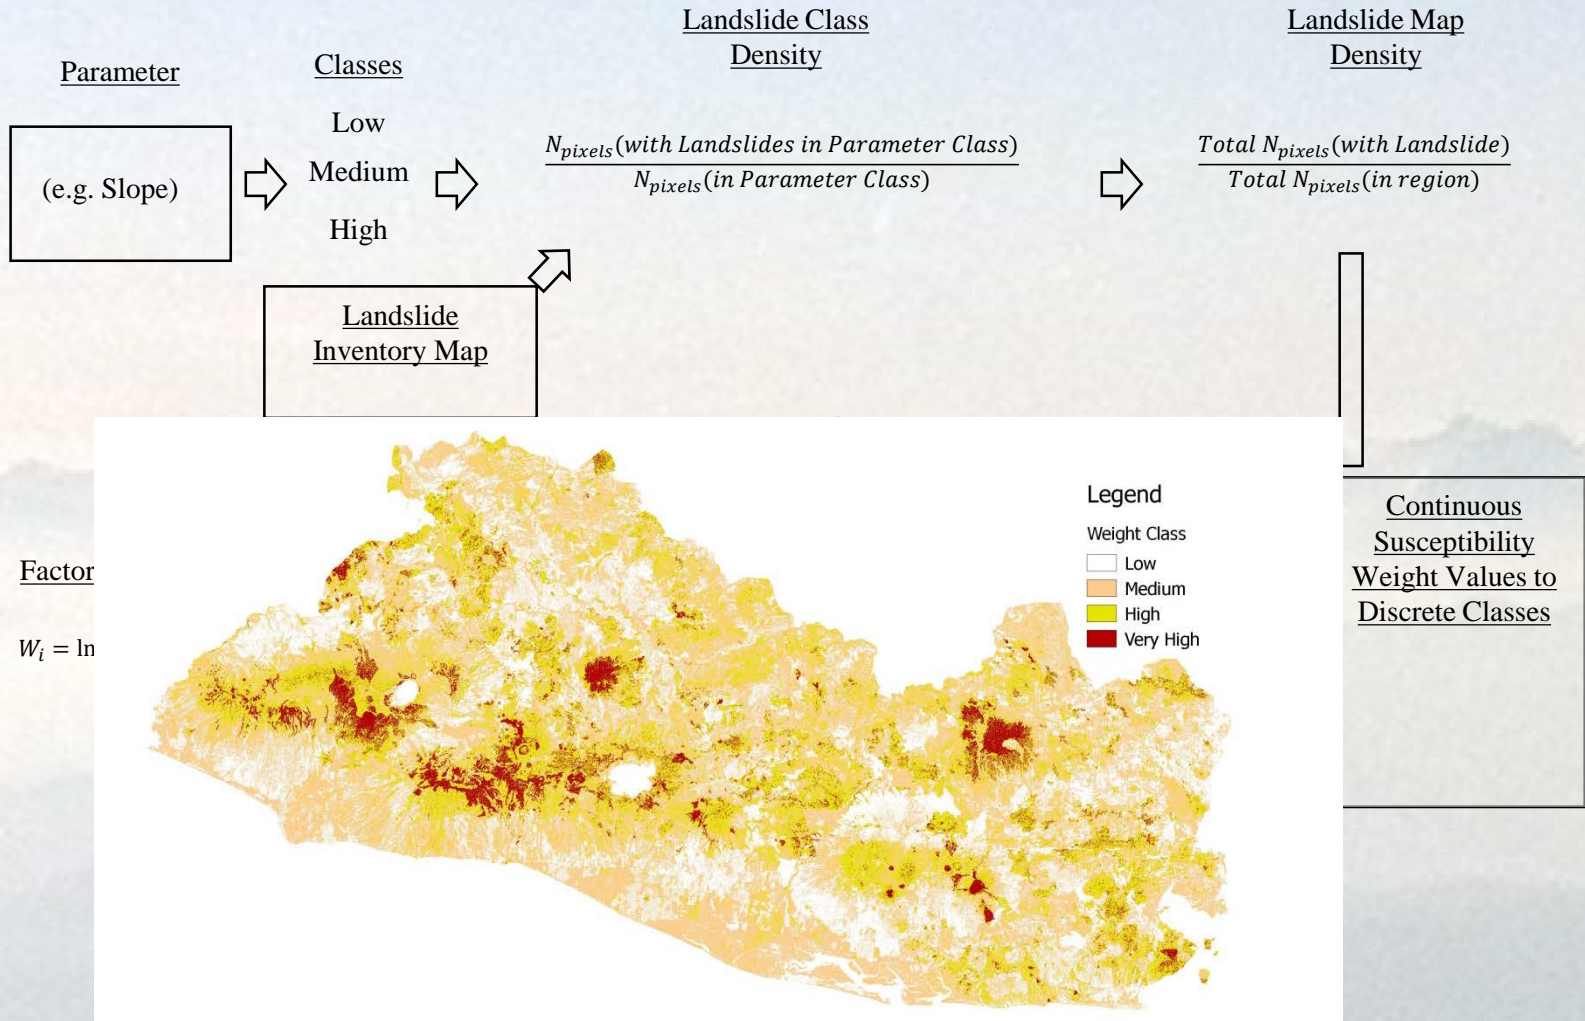 Parameter
(e.g. Slope)
Classes
Low
Medium
High
Landslide Class
Density
N_pixels(with Landslides in Parameter Class)
N_pixels(in Parameter Class)
Landslide Map
Density
Total N_pixels(with Landslide)
Total N_pixels(in region)
Landslide
Inventory Map
Factor
W_i = ln
Legend
Weight Class
Low
Medium
High
Very High
Continuous
Susceptibility
Weight Values to
Discrete Classes